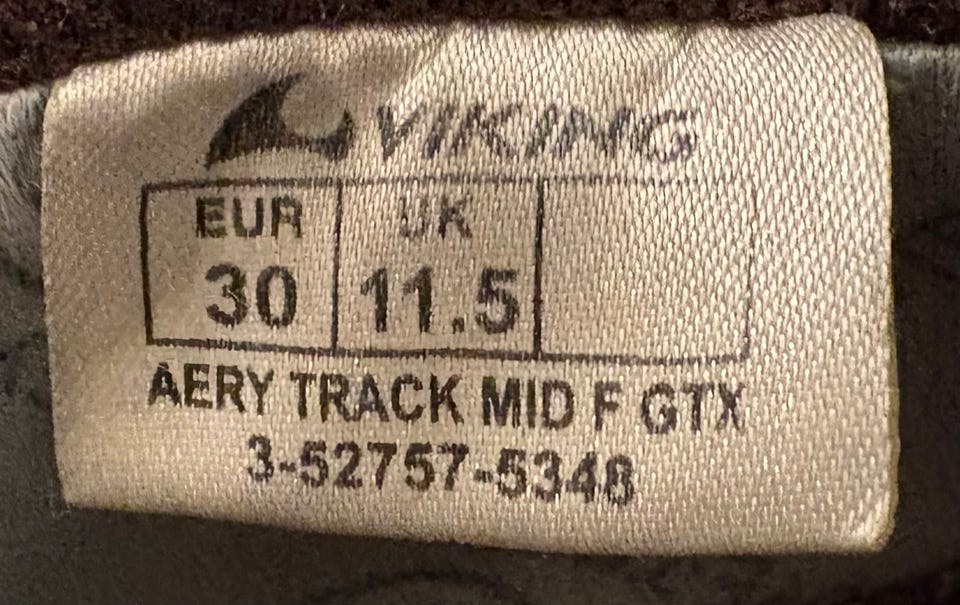 VIKING
EUR UK
30 11.5
AERY TRACK MID F GTX
3-52757-5348